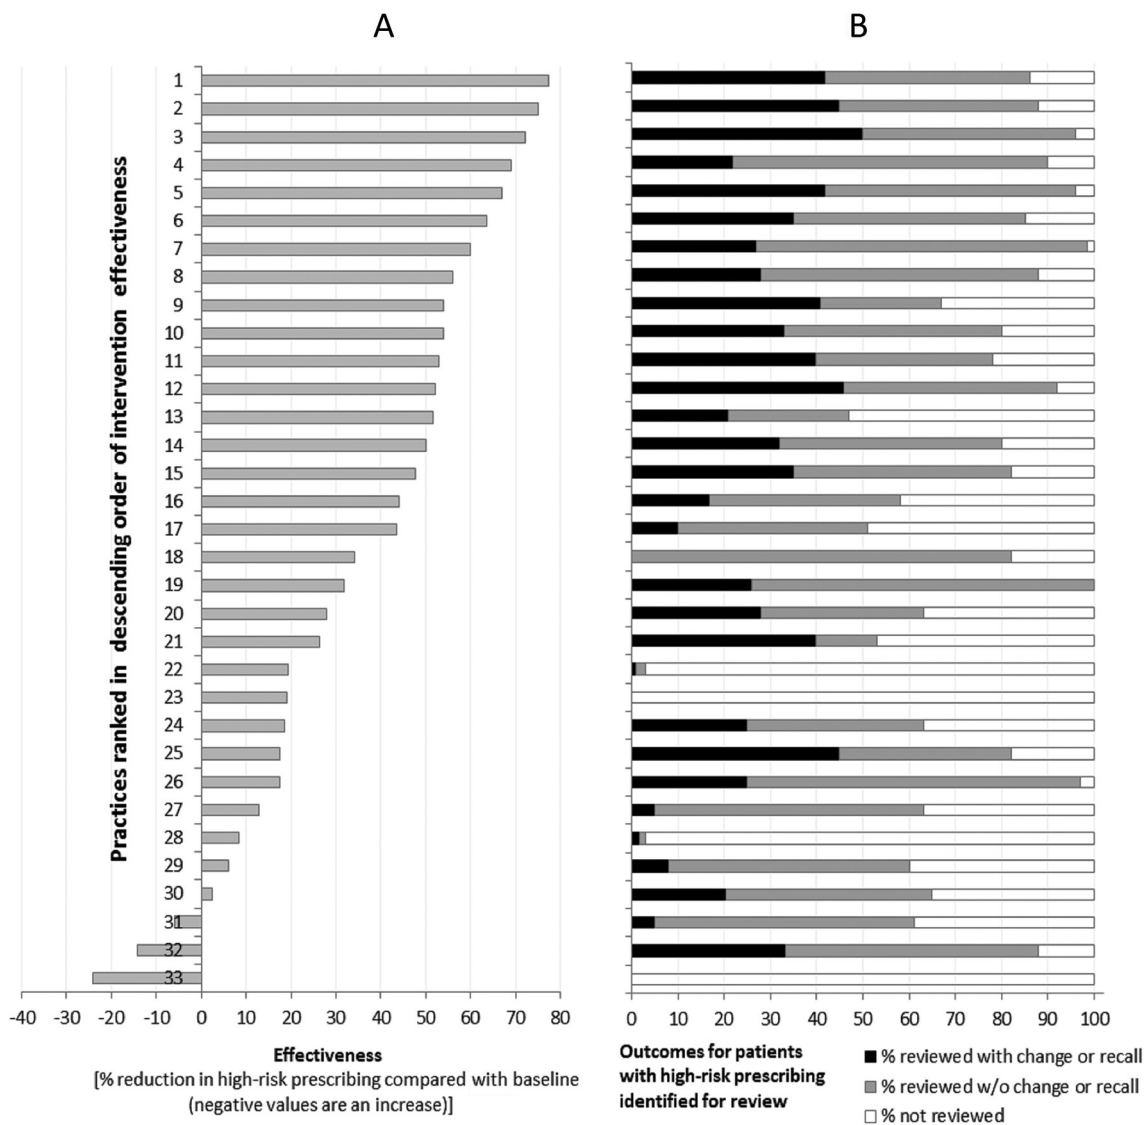 A
B
Practices ranked in descending order of intervention effectiveness
1
2
3
4
5
6
7
8
9
10
11
12
13
14
15
16
17
18
19
20
21
22
23
24
25
26
27
28
29
30
31
32
33
-40 -30 -20 -10 0 10 20 30 40 50 60 70 80
0 10 20 30 40 50 60 70 80 90 100
Effectiveness
[% reduction in high-risk prescribing compared with baseline
(negative values are an increase)]
Outcomes for patients
with high-risk prescribing
identified for review
% reviewed with change or recall
% reviewed w/o change or recall
% not reviewed